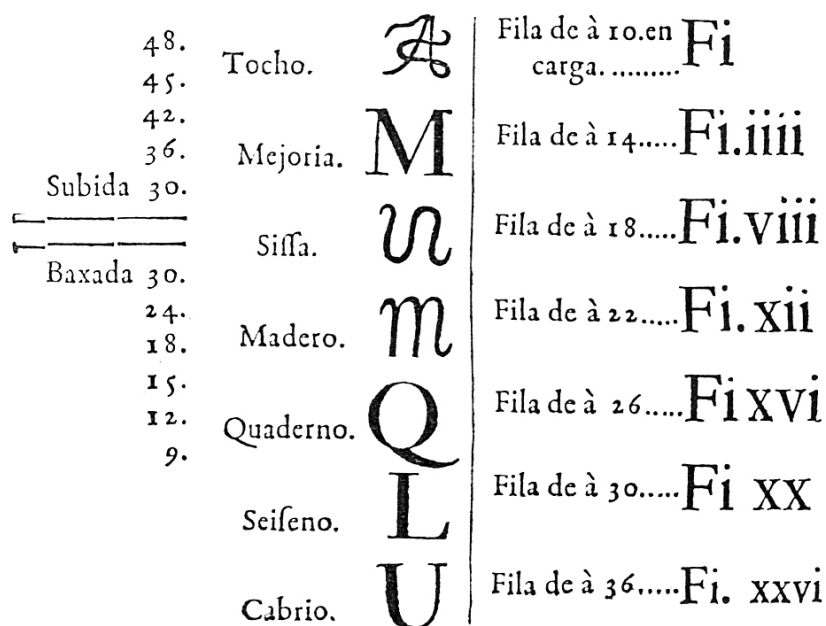 48.
45.
42.
36.
Subida 30.
Baxada 30.
24.
18.
15.
12.
9.
Tocho. A
Mejoria. M
Siſſa.
Madero. m
Quaderno. Q
Seiſeno. L
Cabrio. U
Fila de à 10.en
carga. ......... Fi
Fila de à 14.....Fi.iiii
Fila de à 18.....Fi.viii
Fila de à 22.....Fi.xii
Fila de à 26.....Fi xvi
Fila de à 30.....Fi xx
Fila de à 36.....Fi. xxvi